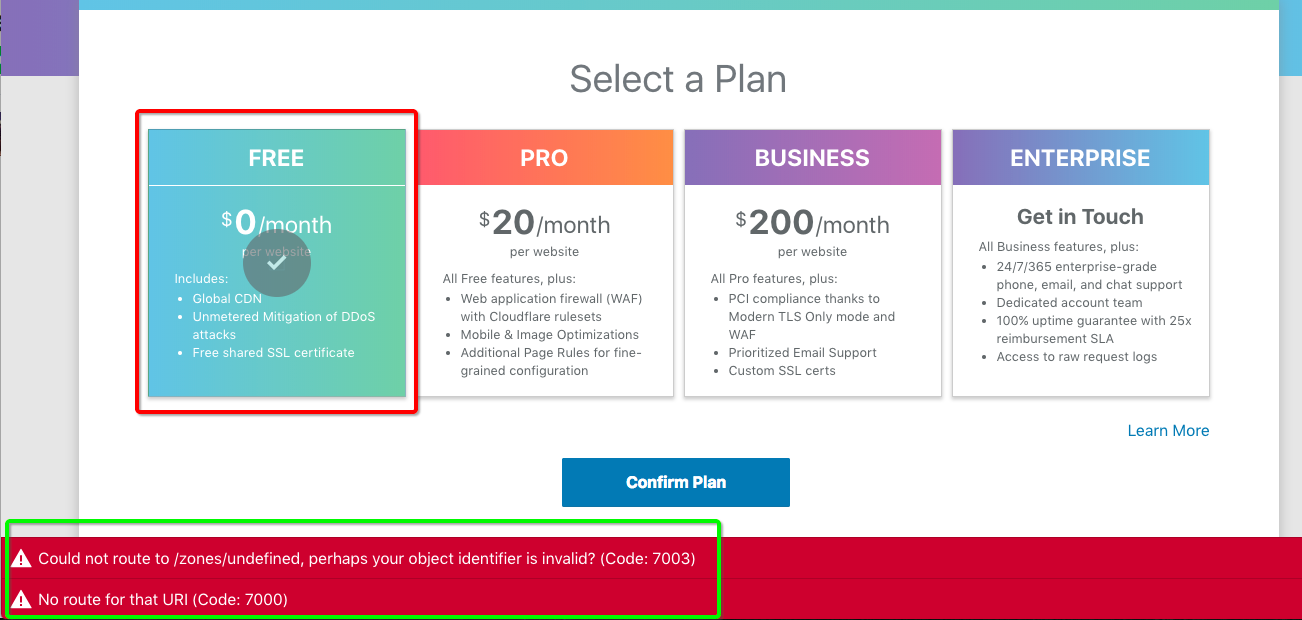 Select a Plan
FREE
$0/month
per website
Includes:
• Global CDN
• Unmetered Mitigation of DDoS
attacks
• Free shared SSL certificate
PRO
$20/month
per website
All Free features, plus:
• Web application firewall (WAF)
with Cloudflare rulesets
• Mobile & Image Optimizations
• Additional Page Rules for fine-
grained configuration
BUSINESS
$200/month
per website
All Pro features, plus:
• PCI compliance thanks to
Modern TLS Only mode and
WAF
• Prioritized Email Support
• Custom SSL certs
ENTERPRISE
Get in Touch
All Business features, plus:
• 24/7/365 enterprise-grade
phone, email, and chat support
• Dedicated account team
• 100% uptime guarantee with 25x
reimbursement SLA
• Access to raw request logs
Learn More
Confirm Plan
Could not route to /zones/undefined, perhaps your object identifier is invalid? (Code: 7003)
No route for that URI (Code: 7000)